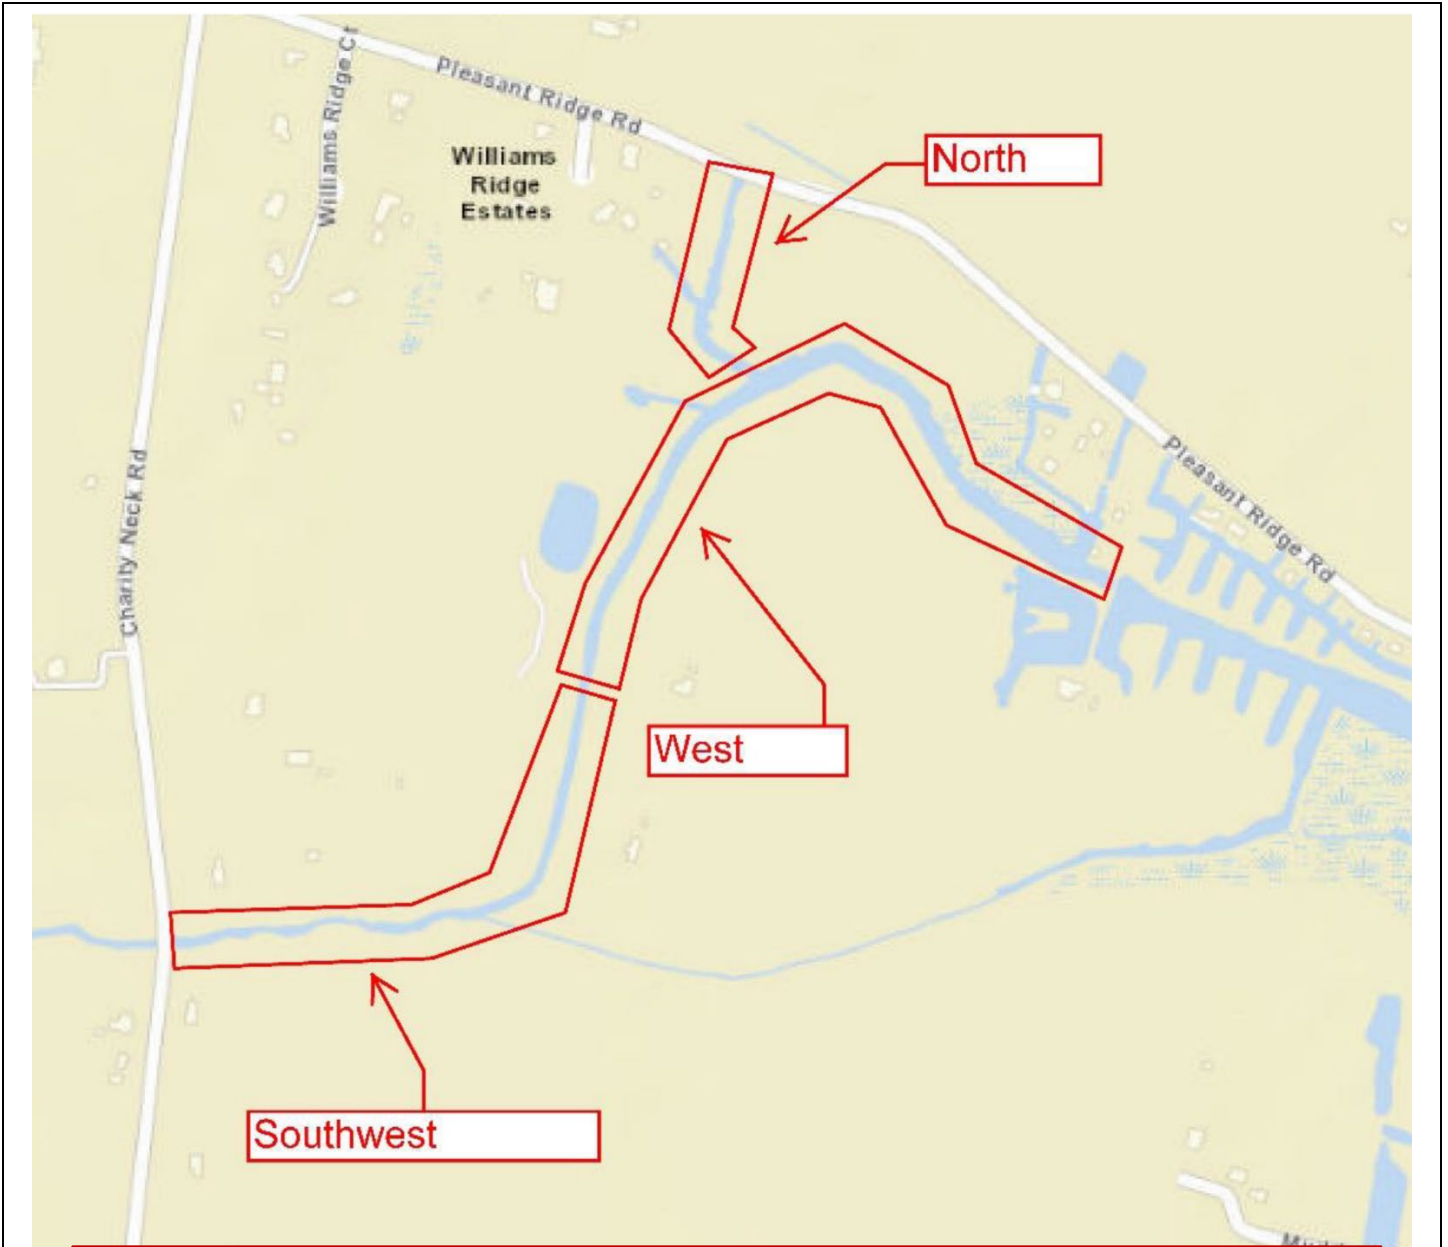 Williams Ridge Ct
Pleasant Ridge Rd
Williams
Ridge
Estates
North
Charity Neck Rd
Pleasant Ridge Rd
West
Southwest